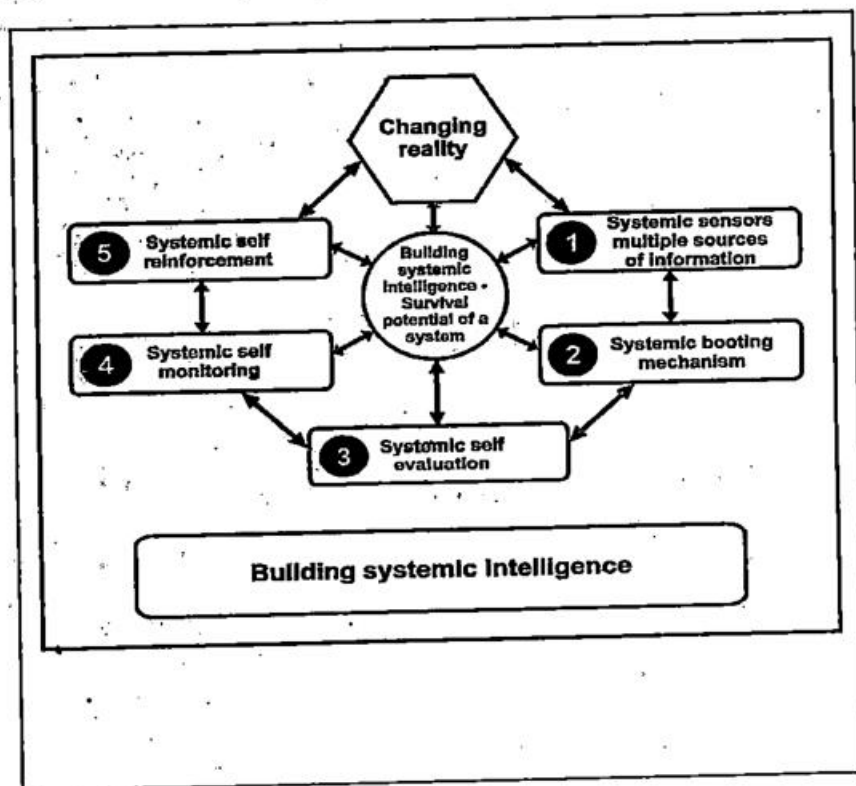 Changing
reality
1
Systemic sensors
multiple sources
of information
2
Systemic booting
mechanism
3
Systemic self
evaluation
4
Systemic self
monitoring
5
Systemic self
reinforcement
Building
systemic
intelligence -
Survival
potential of a
system
Building systemic intelligence